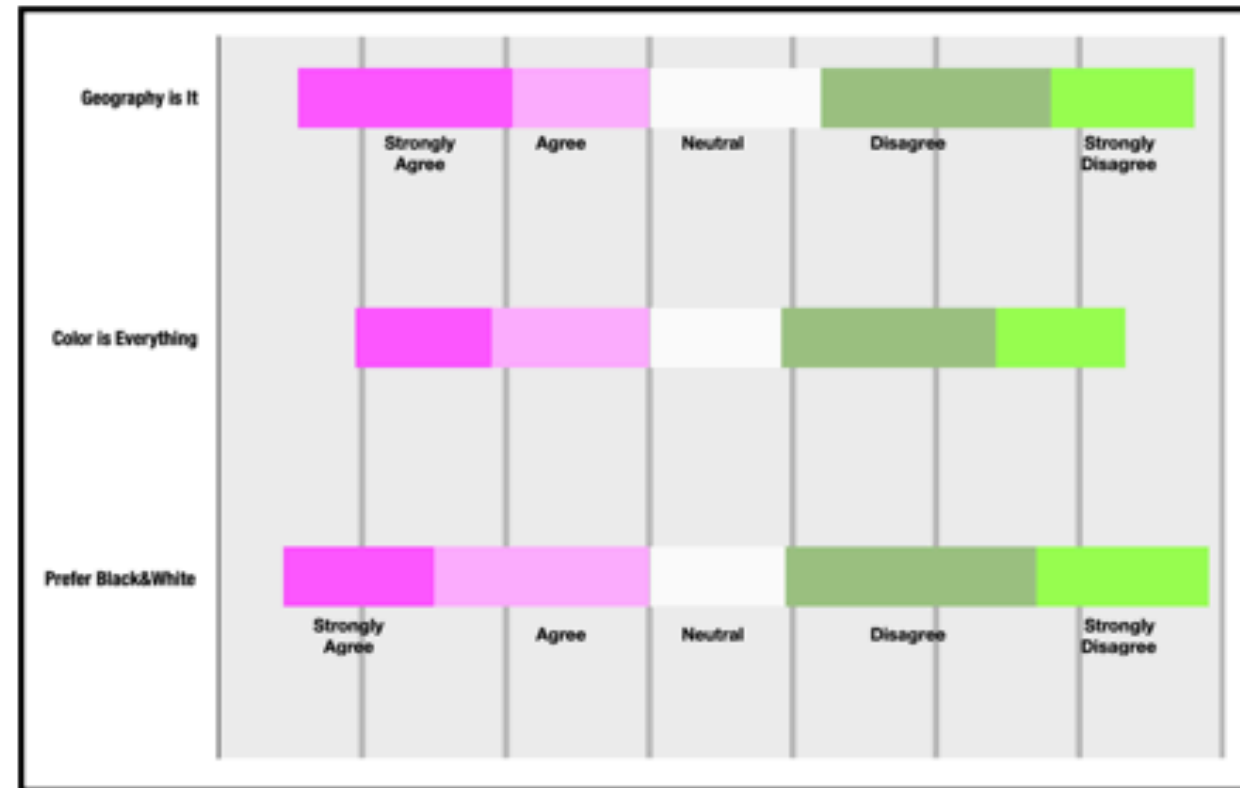 Geography is It
Strongly Agree Neutral Disagree Strongly
Agree Disagree
Color is Everything
Prefer Black&White
Strongly Agree Neutral Disagree Strongly
Agree Disagree